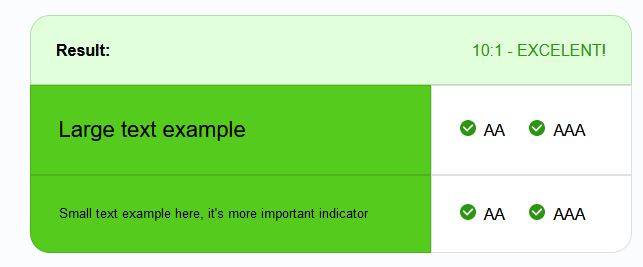 Result: 10:1 - EXCELENT!
Large text example AA AAA
Small text example here, it's more important indicator AA AAA